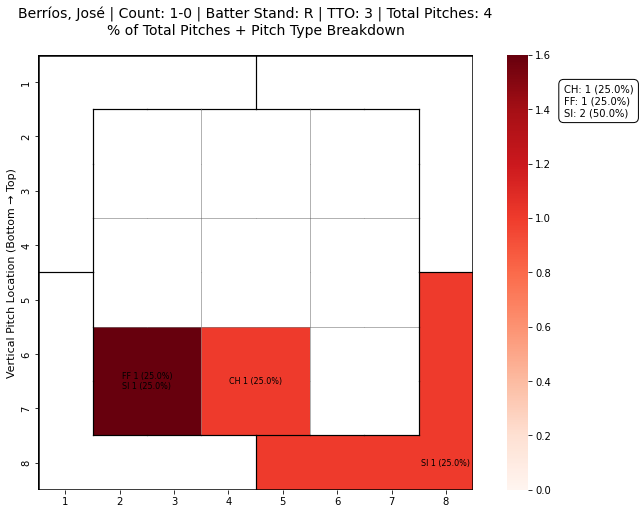 Berríos, José | Count: 1-0 | Batter Stand: R | TTO: 3 | Total Pitches: 4
% of Total Pitches + Pitch Type Breakdown
Vertical Pitch Location (Bottom → Top)
1
2
3
4
5
6
7
8
FF 1 (25.0%)
SI 1 (25.0%)
CH 1 (25.0%)
SI 1 (25.0%)
1 2 3 4 5 6 7 8
1.6
1.4
1.2
1.0
0.8
0.6
0.4
0.2
0.0
CH: 1 (25.0%)
FF: 1 (25.0%)
SI: 2 (50.0%)